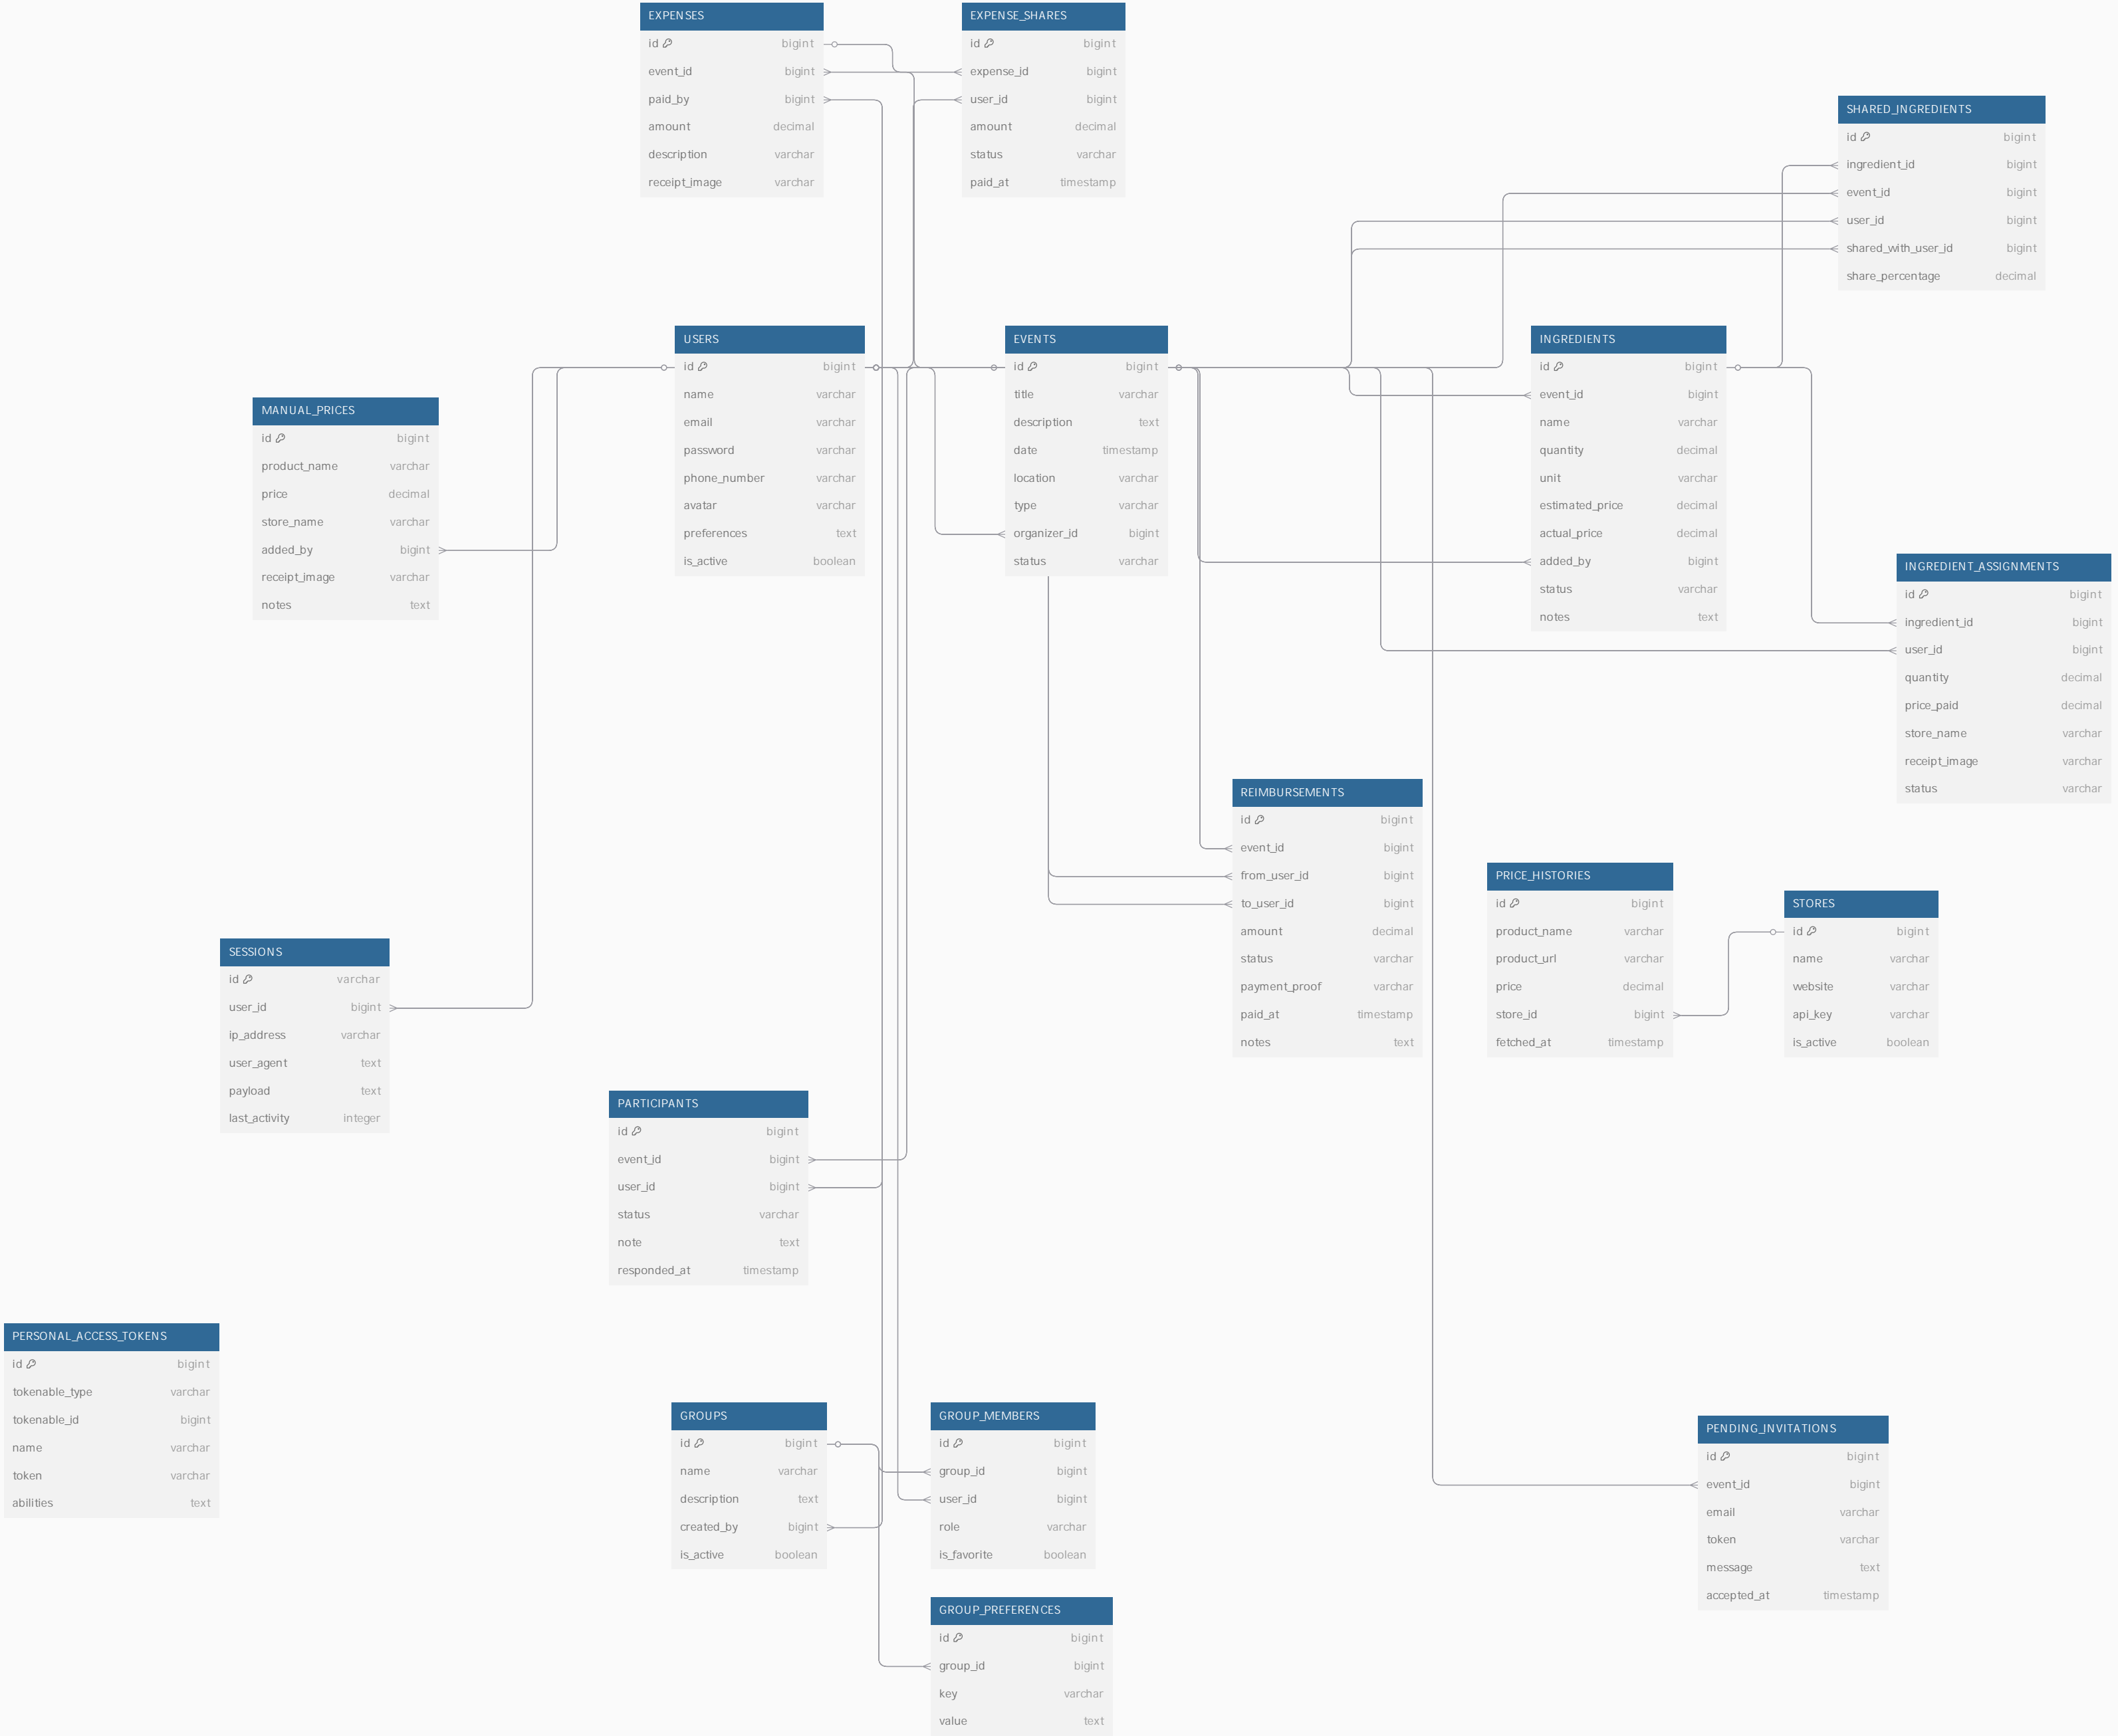 EXPENSES
id bigint
event_id bigint
paid_by bigint
amount decimal
description varchar
receipt_image varchar
EXPENSE_SHARES
id bigint
expense_id bigint
user_id bigint
amount decimal
status varchar
paid_at timestamp
SHARED_INGREDIENTS
id bigint
ingredient_id bigint
event_id bigint
user_id bigint
shared_with_user_id bigint
share_percentage decimal
USERS
id bigint
name varchar
email varchar
password varchar
phone_number varchar
avatar varchar
preferences text
is_active boolean
EVENTS
id bigint
title varchar
description text
date timestamp
location varchar
type varchar
organizer_id bigint
status varchar
INGREDIENTS
id bigint
event_id bigint
name varchar
quantity decimal
unit varchar
estimated_price decimal
actual_price decimal
added_by bigint
status varchar
notes text
MANUAL_PRICES
id bigint
product_name varchar
price decimal
store_name varchar
added_by bigint
receipt_image varchar
notes text
INGREDIENT_ASSIGNMENTS
id bigint
ingredient_id bigint
user_id bigint
quantity decimal
price_paid decimal
store_name varchar
receipt_image varchar
status varchar
REIMBURSEMENTS
id bigint
event_id bigint
from_user_id bigint
to_user_id bigint
amount decimal
status varchar
payment_proof varchar
paid_at timestamp
notes text
PRICE_HISTORIES
id bigint
product_name varchar
product_url varchar
price decimal
store_id bigint
fetched_at timestamp
STORES
id bigint
name varchar
website varchar
api_key varchar
is_active boolean
SESSIONS
id varchar
user_id bigint
ip_address varchar
user_agent text
payload text
last_activity integer
PARTICIPANTS
id bigint
event_id bigint
user_id bigint
status varchar
note text
responded_at timestamp
PERSONAL_ACCESS_TOKENS
id bigint
tokenable_type varchar
tokenable_id bigint
name varchar
token varchar
abilities text
GROUPS
id bigint
name varchar
description text
created_by bigint
is_active boolean
GROUP_MEMBERS
id bigint
group_id bigint
user_id bigint
role varchar
is_favorite boolean
PENDING_INVITATIONS
id bigint
event_id bigint
email varchar
token varchar
message text
accepted_at timestamp
GROUP_PREFERENCES
id bigint
group_id bigint
key varchar
value text